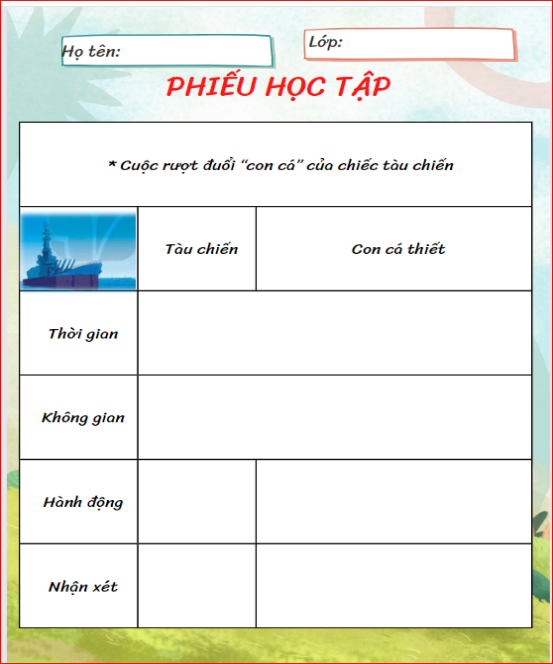 Họ tên:
Lớp:
PHIẾU HỌC TẬP
* Cuộc rượt đuổi “con cá” của chiếc tàu chiến
Tàu chiến
Con cá thiết
Thời gian
Không gian
Hành động
Nhận xét